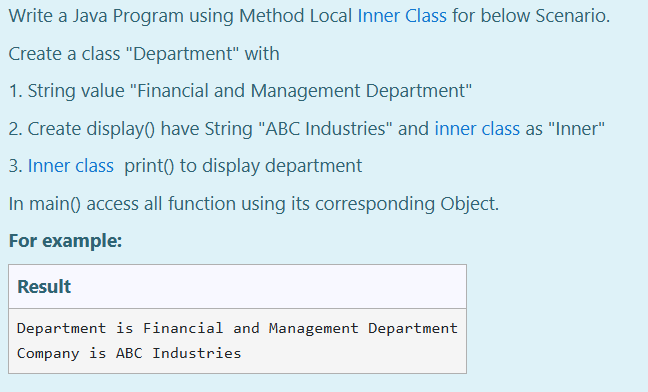 Write a Java Program using Method Local Inner Class for below Scenario.
Create a class "Department" with
1. String value "Financial and Management Department"
2. Create display() have String "ABC Industries" and inner class as "Inner"
3. Inner class  print() to display department
In main() access all function using its corresponding Object.
For example:
Result
Department is Financial and Management Department
Company is ABC Industries